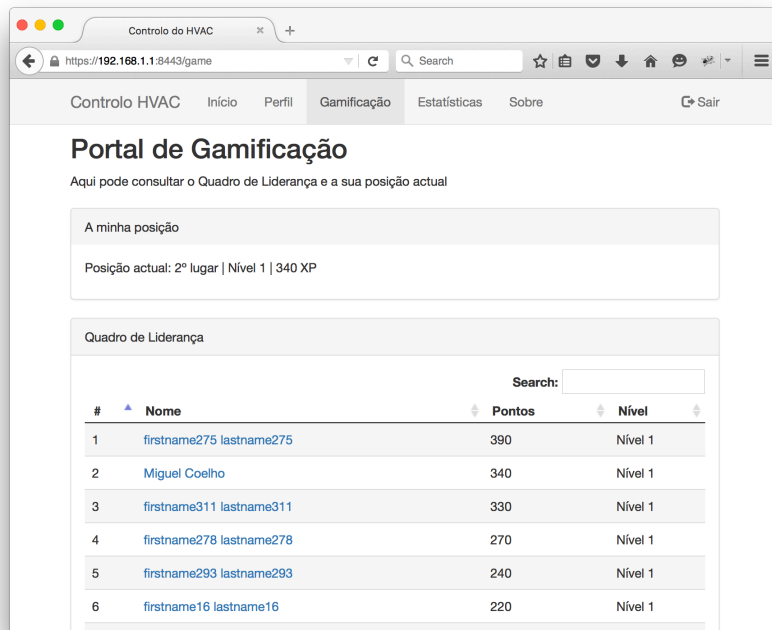 Controlo do HVAC
https://192.168.1.1:8443/game
Search
Controlo HVAC Início Perfil Gamificação Estatísticas Sobre Sair
Portal de Gamificação
Aqui pode consultar o Quadro de Liderança e a sua posição actual
A minha posição
Posição actual: 2º lugar | Nível 1 | 340 XP
Quadro de Liderança
Search:
# Nome Pontos Nível
1 firstname275 lastname275 390 Nível 1
2 Miguel Coelho 340 Nível 1
3 firstname311 lastname311 330 Nível 1
4 firstname278 lastname278 270 Nível 1
5 firstname293 lastname293 240 Nível 1
6 firstname16 lastname16 220 Nível 1